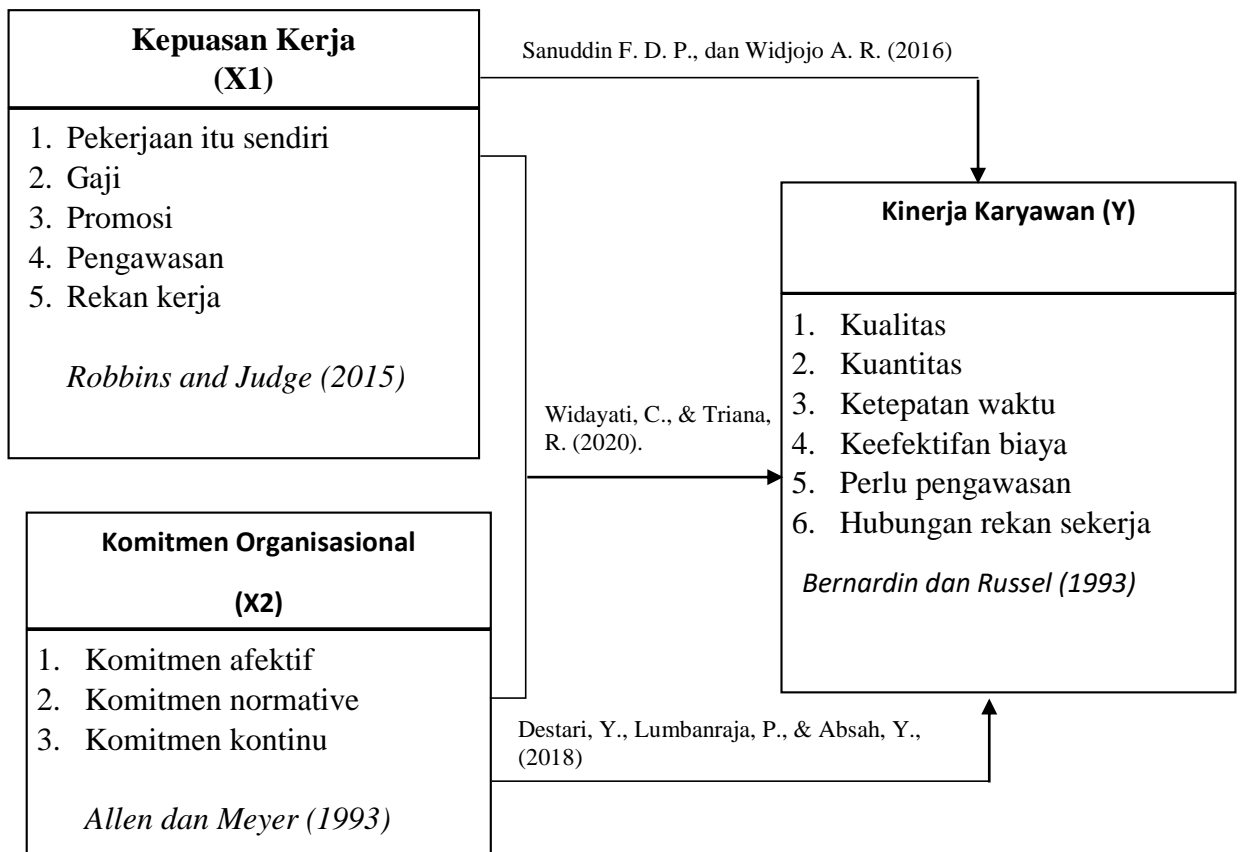 Kepuasan Kerja
(X1)
1. Pekerjaan itu sendiri
2. Gaji
3. Promosi
4. Pengawasan
5. Rekan kerja
Robbins and Judge (2015)
Sanuddin F. D. P., dan Widjojo A. R. (2016)
Kinerja Karyawan (Y)
1. Kualitas
2. Kuantitas
3. Ketepatan waktu
4. Keefektifan biaya
5. Perlu pengawasan
6. Hubungan rekan sekerja
Bernardin dan Russel (1993)
Widayati, C., & Triana,
R. (2020).
Komitmen Organisasional
(X2)
1. Komitmen afektif
2. Komitmen normative
3. Komitmen kontinu
Allen dan Meyer (1993)
Destari, Y., Lumbanraja, P., & Absah, Y.,
(2018)